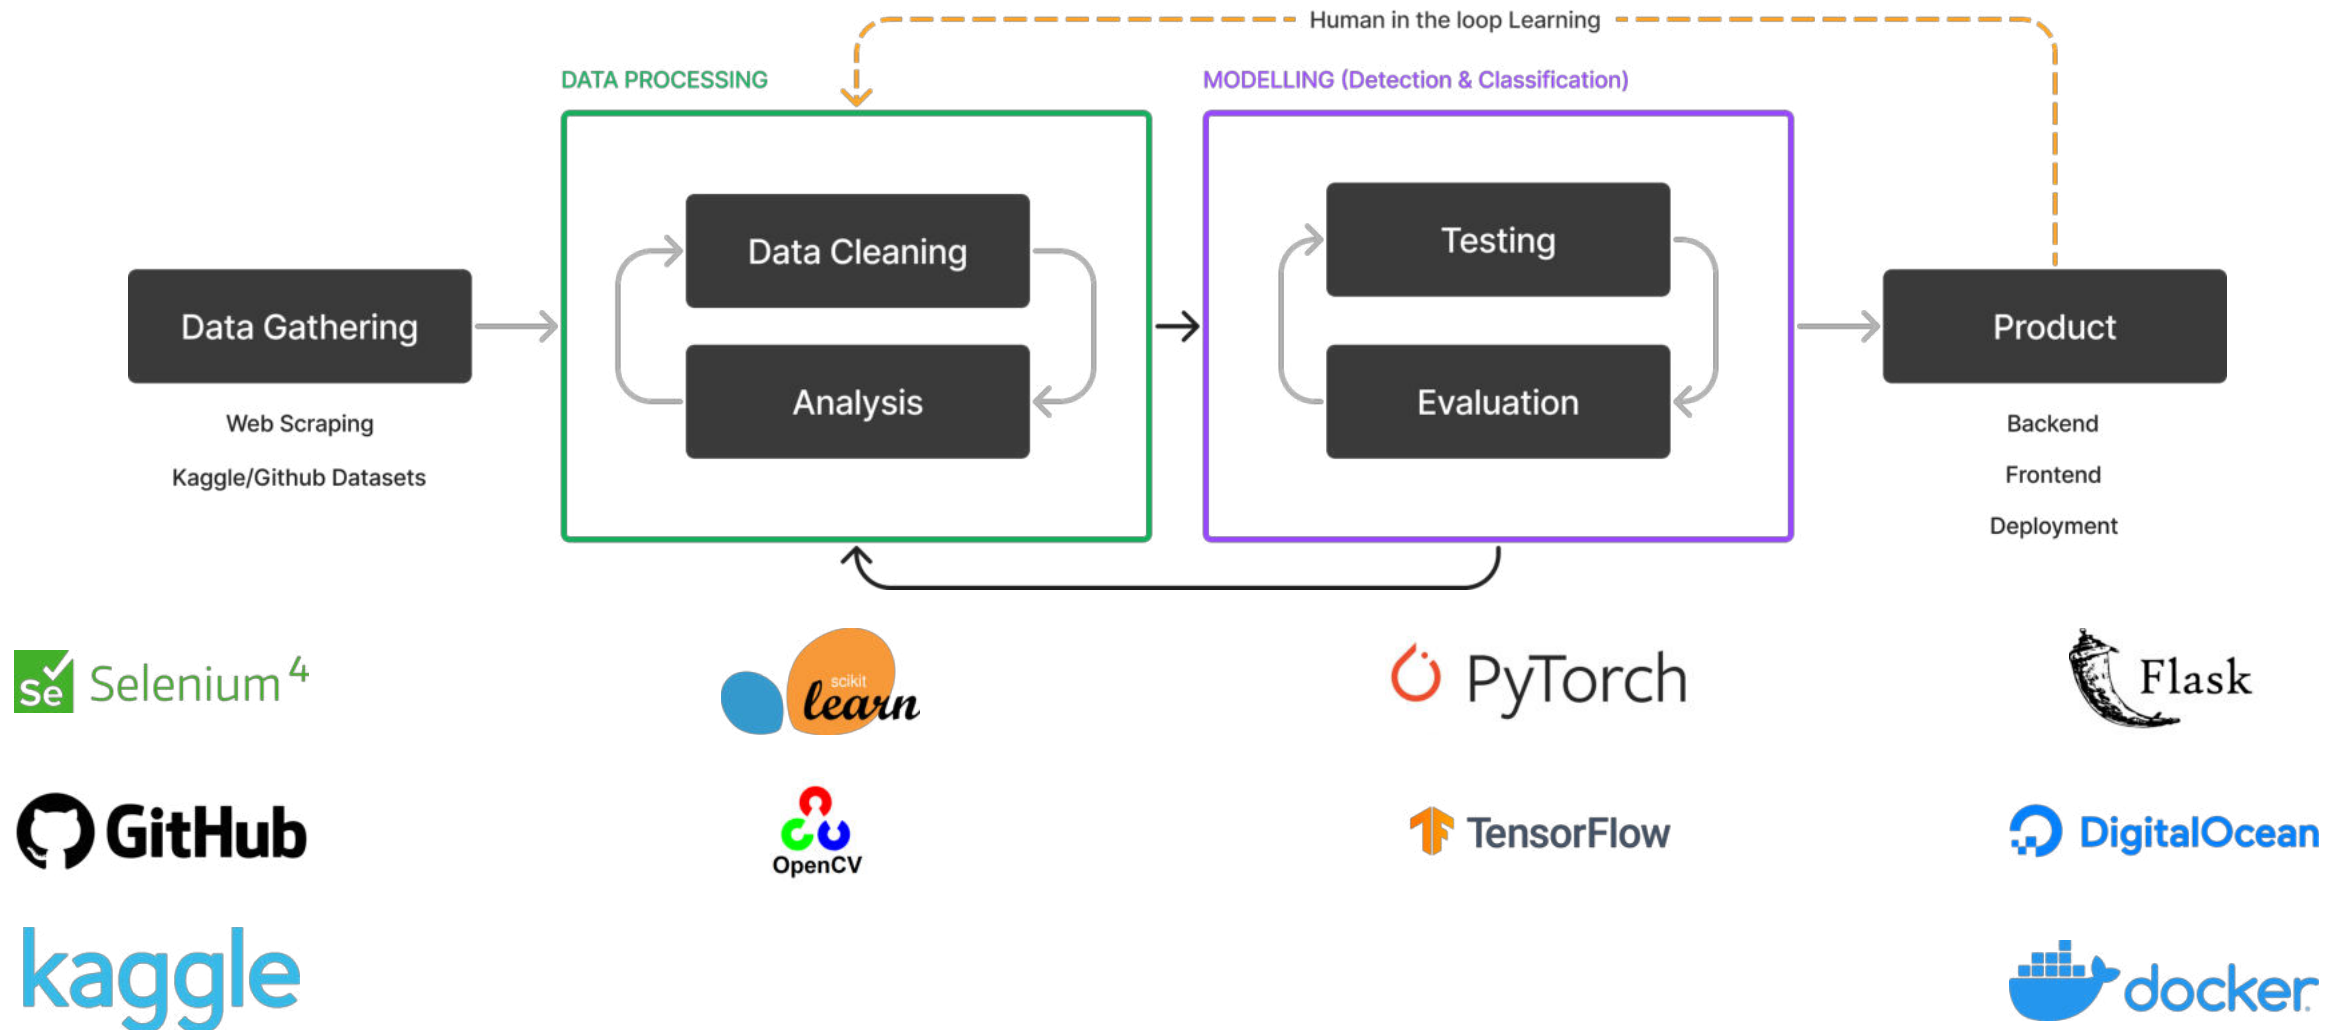 Human in the loop Learning
DATA PROCESSING
MODELLING (Detection & Classification)
Data Cleaning
Testing
Data Gathering
Product
Analysis
Evaluation
Web Scraping
Kaggle/Github Datasets
Backend
Frontend
Deployment
Se Selenium 4
scikit
learn
PyTorch
Flask
GitHub
OpenCV
TensorFlow
DigitalOcean
kaggle
docker